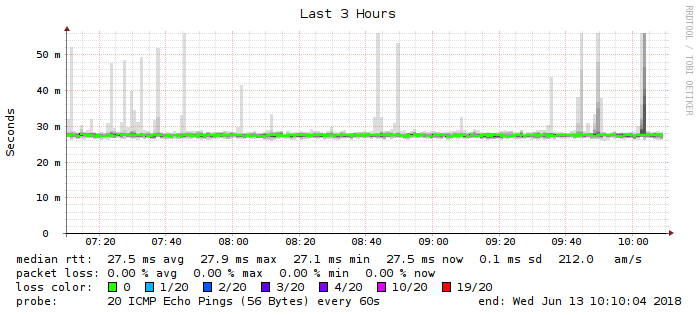 Last 3 Hours
RRDTOOL / TOBI OETIKER
Seconds
50 m
40 m
30 m
20 m
10 m
0
07:20 07:40 08:00 08:20 08:40 09:00 09:20 09:40 10:00
median rtt: 27.5 ms avg 27.9 ms max 27.1 ms min 27.5 ms now 0.1 ms sd 212.0 am/s
packet loss: 0.00 % avg 0.00 % max 0.00 % min 0.00 % now
loss color: 0 1/20 2/20 3/20 4/20 10/20 19/20
probe: 20 ICMP Echo Pings (56 Bytes) every 60s end: Wed Jun 13 10:10:04 2018